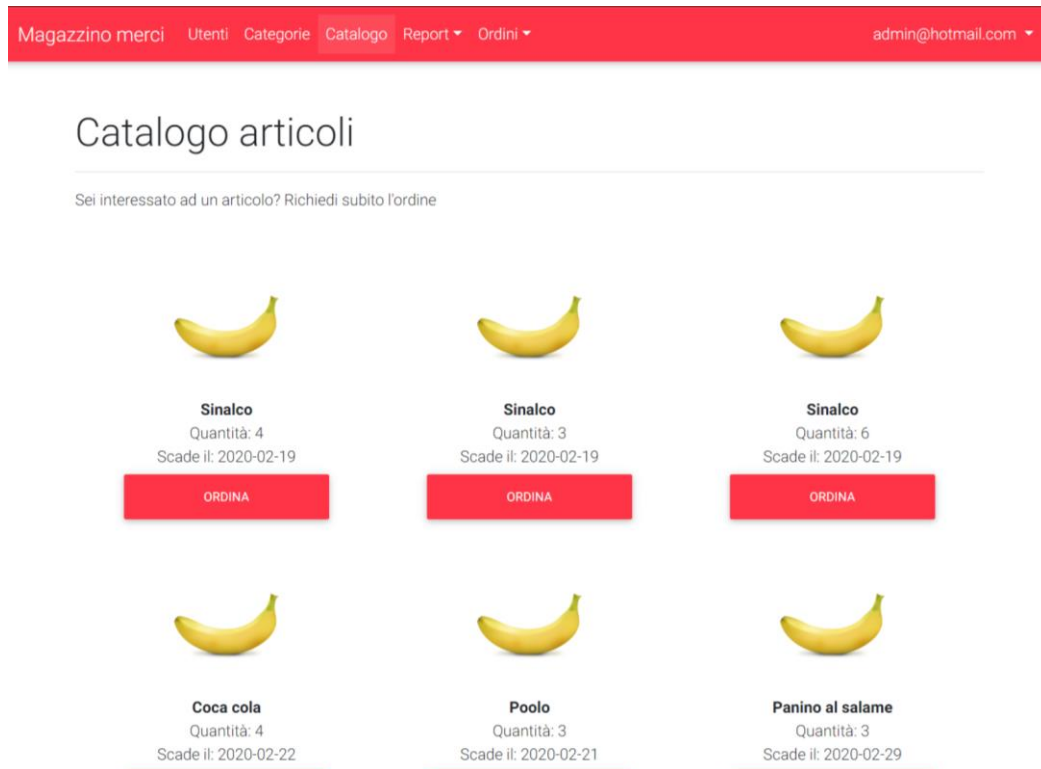 Magazzino merci Utenti Categorie Catalogo Report Ordini admin@hotmail.com
Catalogo articoli
Sei interessato ad un articolo? Richiedi subito l'ordine
Sinalco Sinalco Sinalco
Quantità: 4 Quantità: 3 Quantità: 6
Scade il: 2020-02-19 Scade il: 2020-02-19 Scade il: 2020-02-19
ORDINA ORDINA ORDINA
Coca cola Poolo Panino al salame
Quantità: 4 Quantità: 3 Quantità: 3
Scade il: 2020-02-22 Scade il: 2020-02-21 Scade il: 2020-02-29